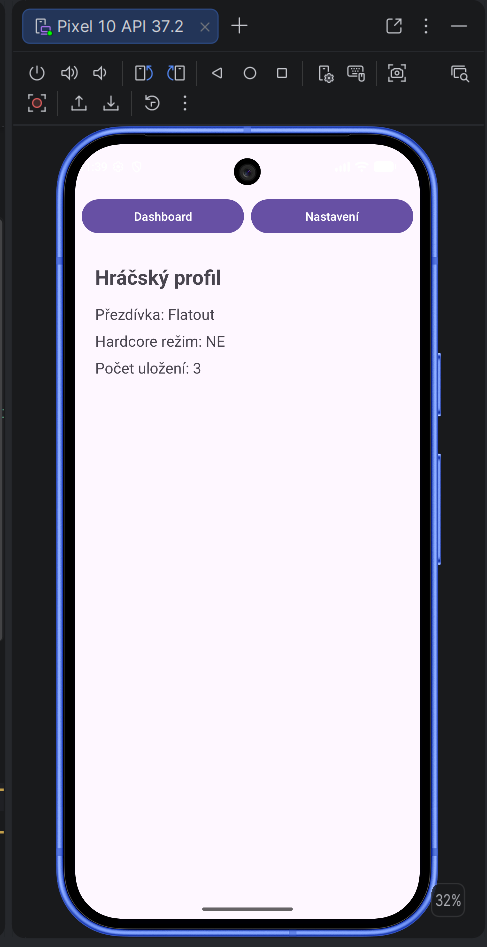 Pixel 10 API 37.2
Dashboard
Nastavení
Hráčský profil
Přezdívka: Flatout
Hardcore režim: NE
Počet uložení: 3
32%